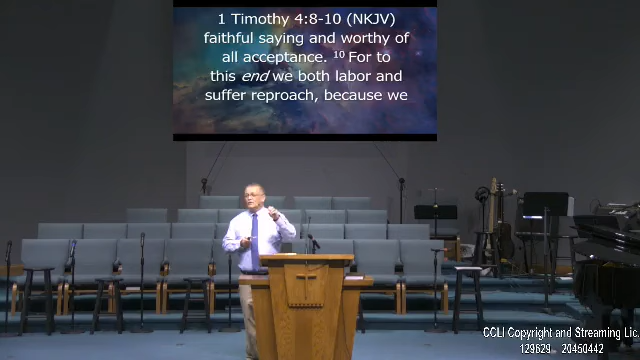 1 Timothy 4:8-10 (NKJV)
faithful saying and worthy of
all acceptance. 10 For to
this end we both labor and
suffer reproach, because we
CCLI Copyright and Streaming Lic.
129829 - 20450442